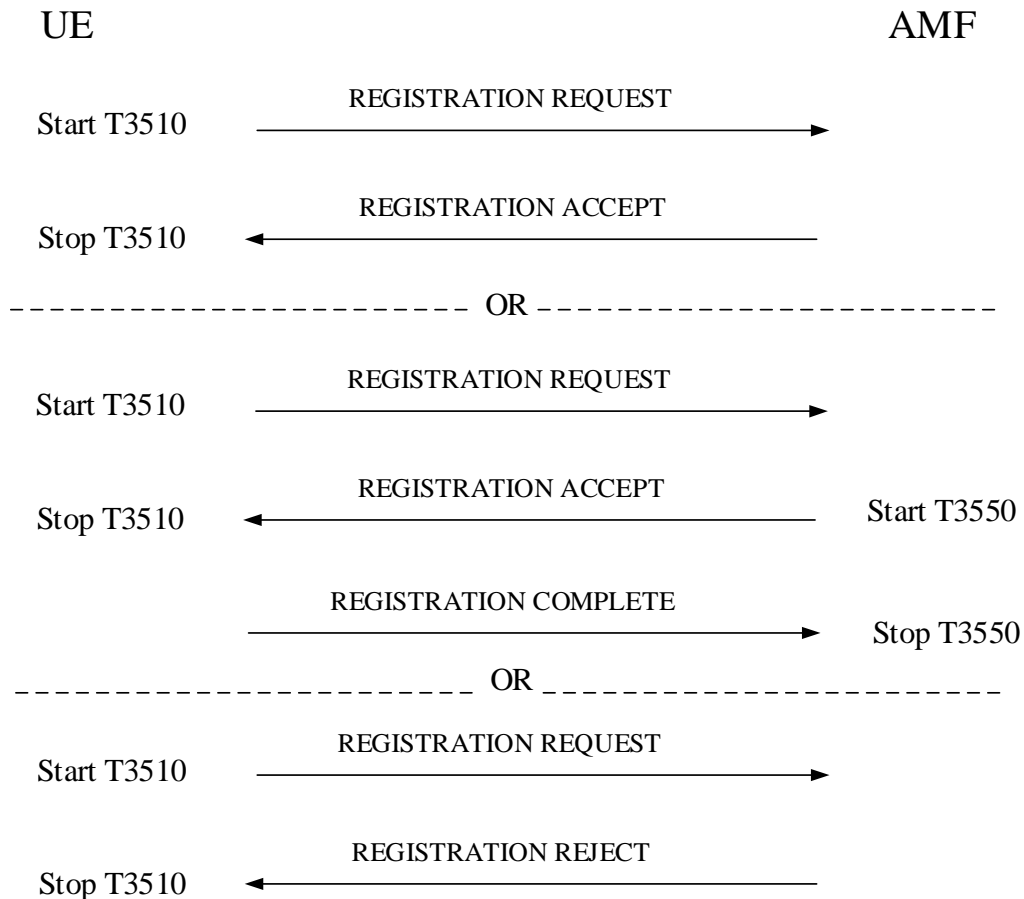 UE AMF
REGISTRATION REQUEST
Start T3510
REGISTRATION ACCEPT
Stop T3510
OR
REGISTRATION REQUEST
Start T3510
REGISTRATION ACCEPT
Stop T3510 Start T3550
REGISTRATION COMPLETE
Stop T3550
OR
REGISTRATION REQUEST
Start T3510
REGISTRATION REJECT
Stop T3510